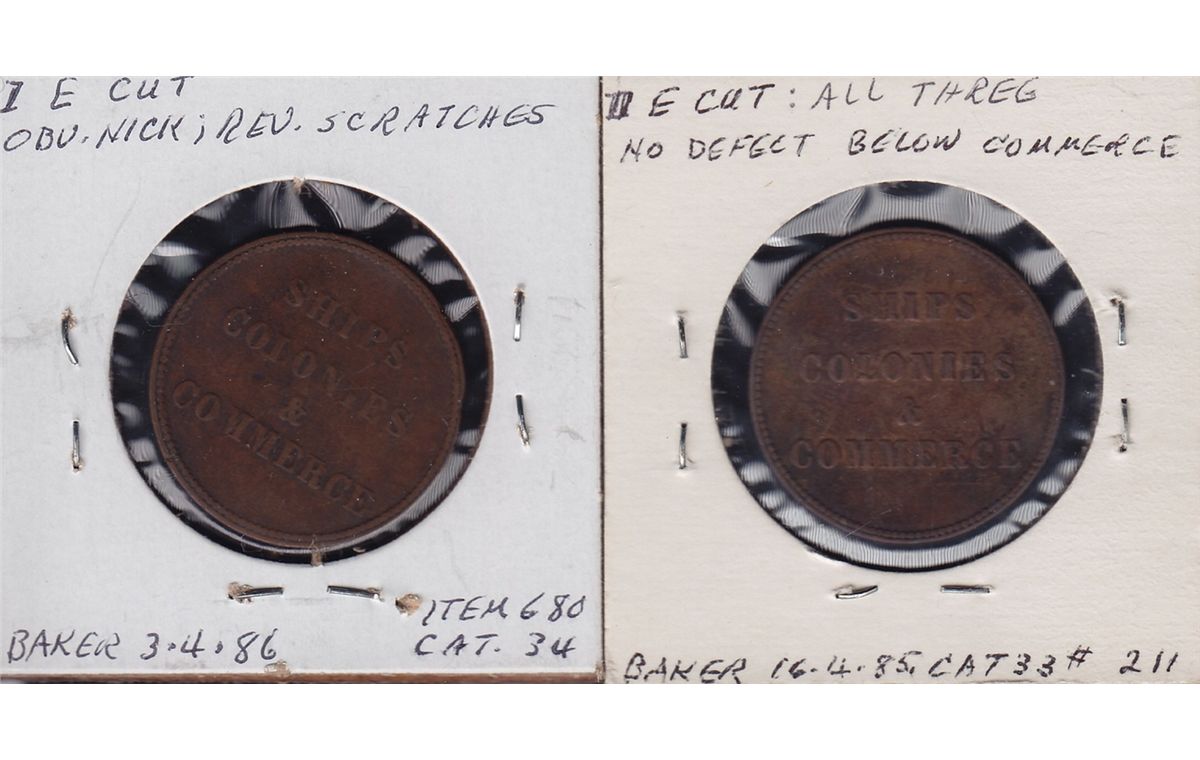 I E CUT
OBV. NICK; REV. SCRATCHES
SHIPS
COLONIES
&
COMMERCE
ITEM 680
BAKER 3.4.86 CAT. 34
III E CUT: ALL THREE
NO DEFECT BELOW COMMERCE
SHIPS
COLONIES
&
COMMERCE
BAKER 16.4.85, CAT 33 # 211